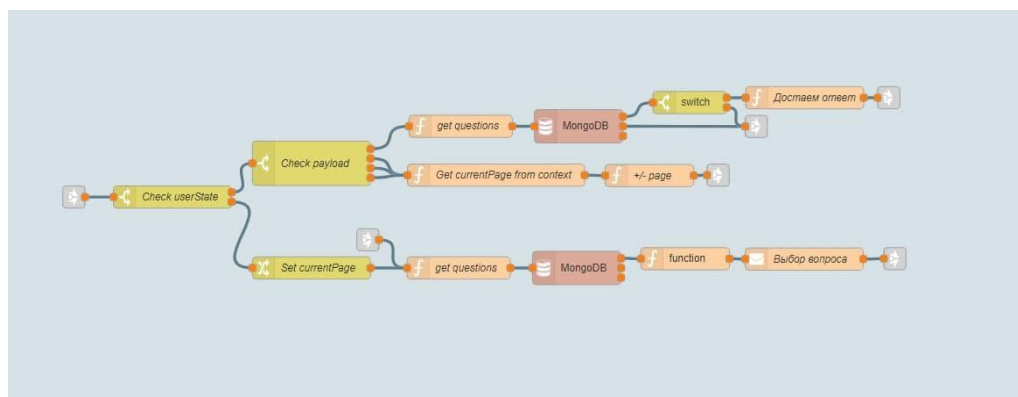 switch
Достаем ответ
get questions
MongoDB
Check payload
Get currentPage from context
+/- page
Check userState
Set currentPage
get questions
MongoDB
function
Выбор вопроса